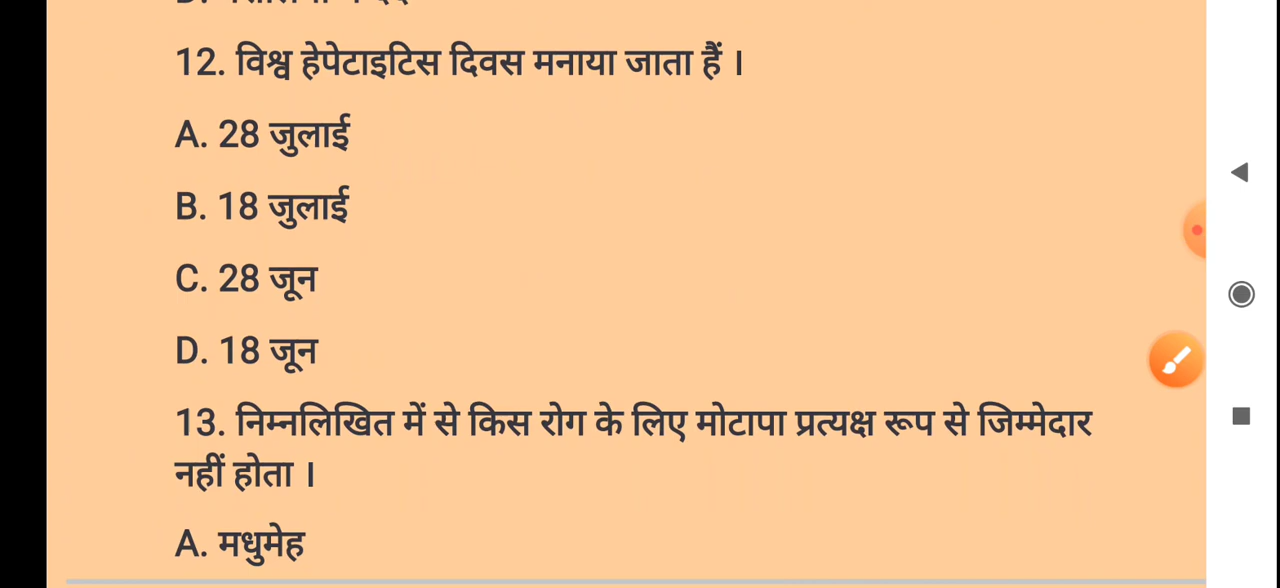 12. विश्व हेपेटाइटिस दिवस मनाया जाता हैं ।
A. 28 जुलाई
B. 18 जुलाई
C. 28 जून
D. 18 जून
13. निम्नलिखित में से किस रोग के लिए मोटापा प्रत्यक्ष रूप से जिम्मेदार
नहीं होता ।
A. मधुमेह